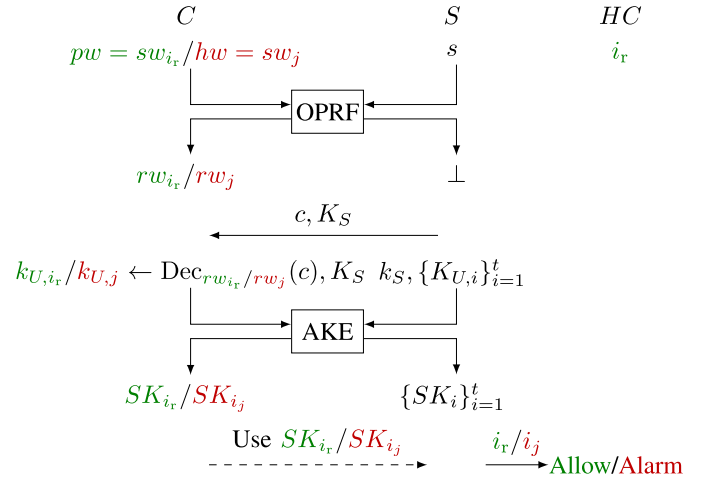 C S HC
pw = sw_{i_r}/hw = sw_j s i_r
OPRF
rw_{i_r}/rw_j ⊥
c, K_S
k_{U,i_r}/k_{U,j} ← Dec_{rw_{i_r}/rw_j}(c), K_S k_S, {K_{U,i}}_{i=1}^t
AKE
SK_{i_r}/SK_{i_j} {SK_i}_{i=1}^t
Use SK_{i_r}/SK_{i_j} i_r/i_j
Allow/Alarm